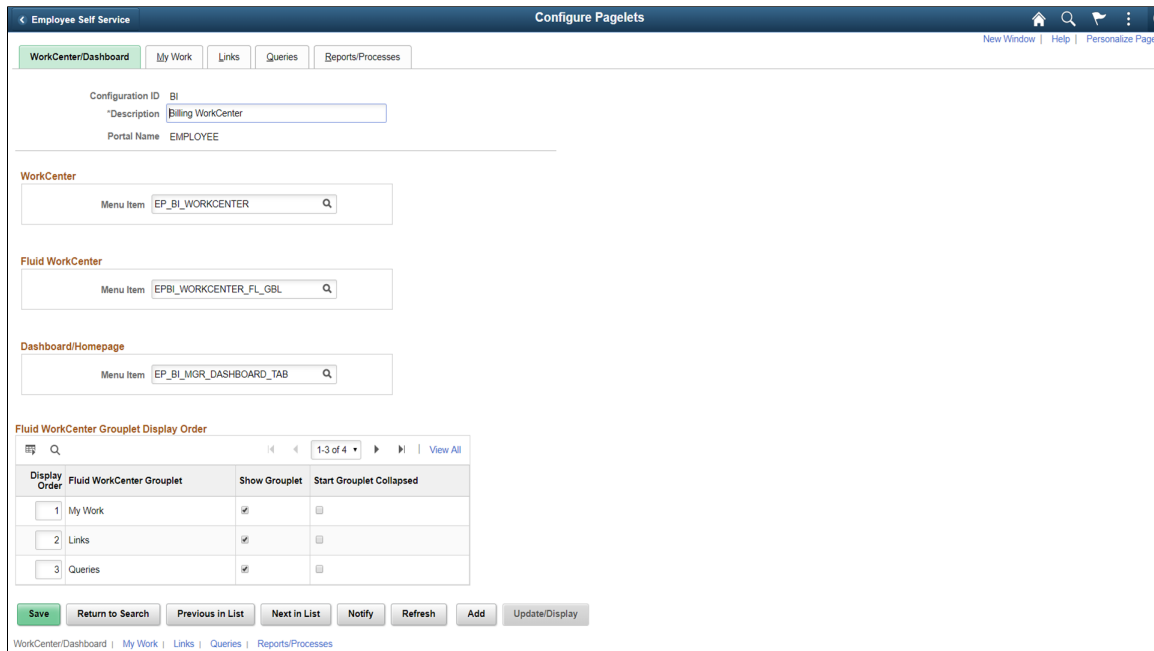 Employee Self Service
Configure Pagelets
New Window | Help | Personalize Page
WorkCenter/Dashboard My Work Links Queries Reports/Processes
Configuration ID BI
*Description Billing WorkCenter
Portal Name EMPLOYEE
WorkCenter
Menu Item EP_BI_WORKCENTER
Fluid WorkCenter
Menu Item EPBI_WORKCENTER_FL_GBL
Dashboard/Homepage
Menu Item EP_BI_MGR_DASHBOARD_TAB
Fluid WorkCenter Grouplet Display Order
1-3 of 4 | View All
Display Order Fluid WorkCenter Grouplet Show Grouplet Start Grouplet Collapsed
1 My Work
2 Links
3 Queries
Save Return to Search Previous in List Next in List Notify Refresh Add Update/Display
WorkCenter/Dashboard | My Work | Links | Queries | Reports/Processes